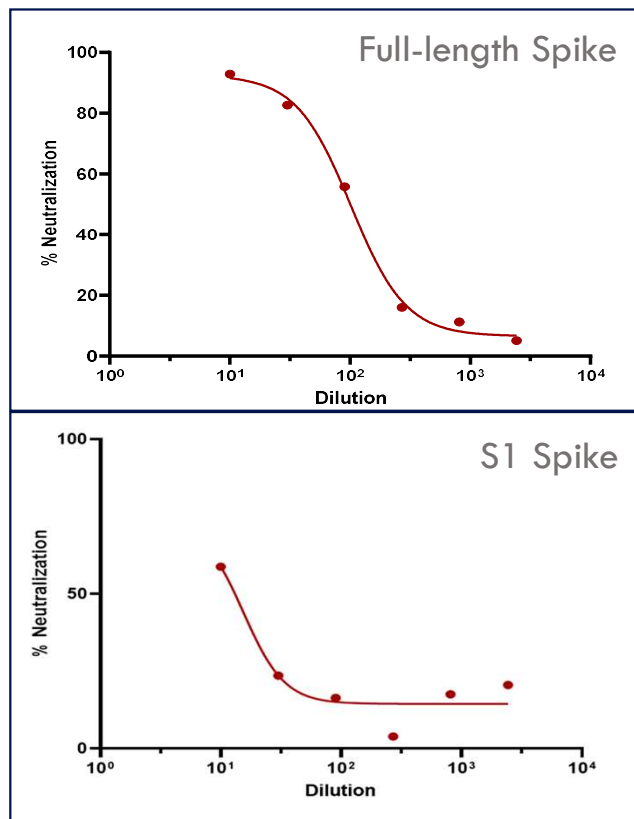 Full-length Spike
100
80
60
40
20
0
% Neutralization
10⁰ 10¹ 10² 10³ 10⁴
Dilution
S1 Spike
100
50
0
% Neutralization
10⁰ 10¹ 10² 10³ 10⁴
Dilution